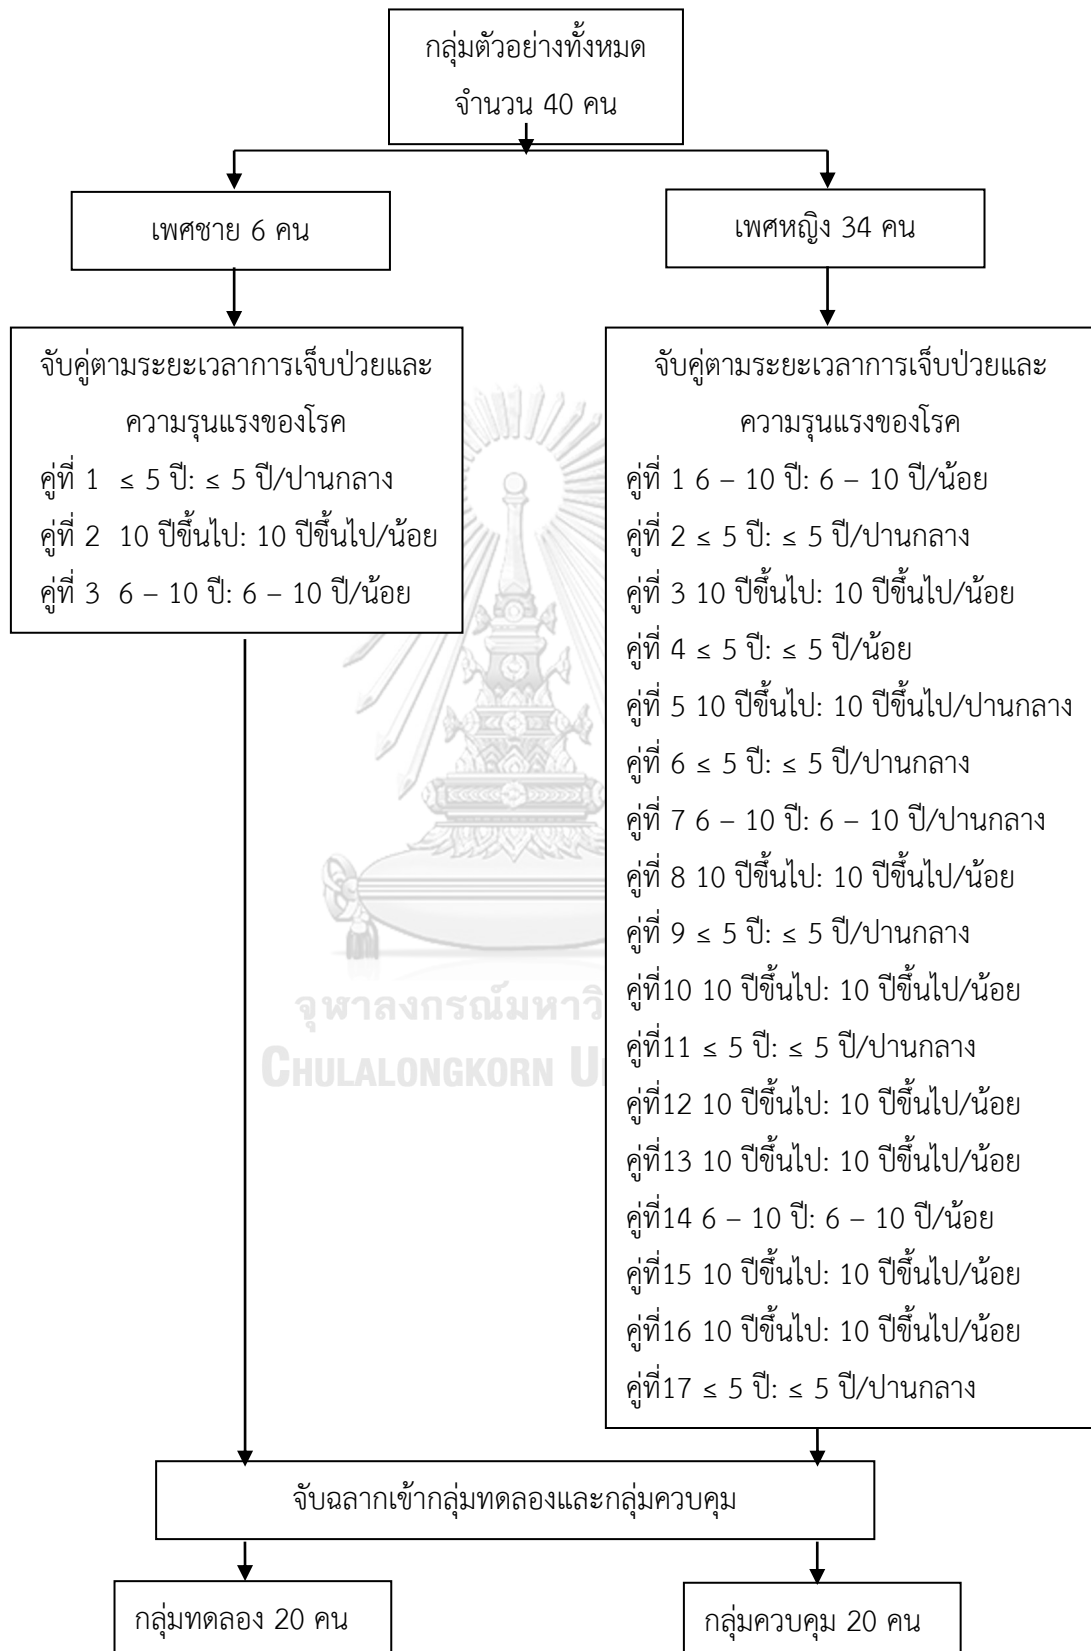 กลุ่มตัวอย่างทั้งหมด
จำนวน 40 คน
เพศชาย 6 คน
เพศหญิง 34 คน
จับคู่ตามระยะเวลาการเจ็บป่วยและ
ความรุนแรงของโรค
คู่ที่ 1 ≤ 5 ปี: ≤ 5 ปี/ปานกลาง
คู่ที่ 2 10 ปีขึ้นไป: 10 ปีขึ้นไป/น้อย
คู่ที่ 3 6 – 10 ปี: 6 – 10 ปี/น้อย
จับคู่ตามระยะเวลาการเจ็บป่วยและ
ความรุนแรงของโรค
คู่ที่ 1 6 – 10 ปี: 6 – 10 ปี/น้อย
คู่ที่ 2 ≤ 5 ปี: ≤ 5 ปี/ปานกลาง
คู่ที่ 3 10 ปีขึ้นไป: 10 ปีขึ้นไป/น้อย
คู่ที่ 4 ≤ 5 ปี: ≤ 5 ปี/น้อย
คู่ที่ 5 10 ปีขึ้นไป: 10 ปีขึ้นไป/ปานกลาง
คู่ที่ 6 ≤ 5 ปี: ≤ 5 ปี/ปานกลาง
คู่ที่ 7 6 – 10 ปี: 6 – 10 ปี/ปานกลาง
คู่ที่ 8 10 ปีขึ้นไป: 10 ปีขึ้นไป/น้อย
คู่ที่ 9 ≤ 5 ปี: ≤ 5 ปี/ปานกลาง
คู่ที่10 10 ปีขึ้นไป: 10 ปีขึ้นไป/น้อย
คู่ที่11 ≤ 5 ปี: ≤ 5 ปี/ปานกลาง
คู่ที่12 10 ปีขึ้นไป: 10 ปีขึ้นไป/น้อย
คู่ที่13 10 ปีขึ้นไป: 10 ปีขึ้นไป/น้อย
คู่ที่14 6 – 10 ปี: 6 – 10 ปี/น้อย
คู่ที่15 10 ปีขึ้นไป: 10 ปีขึ้นไป/น้อย
คู่ที่16 10 ปีขึ้นไป: 10 ปีขึ้นไป/น้อย
คู่ที่17 ≤ 5 ปี: ≤ 5 ปี/ปานกลาง
จุฬาลงกรณ์มหาวิ
CHULALONGKORN U
จับฉลากเข้ากลุ่มทดลองและกลุ่มควบคุม
กลุ่มทดลอง 20 คน
กลุ่มควบคุม 20 คน